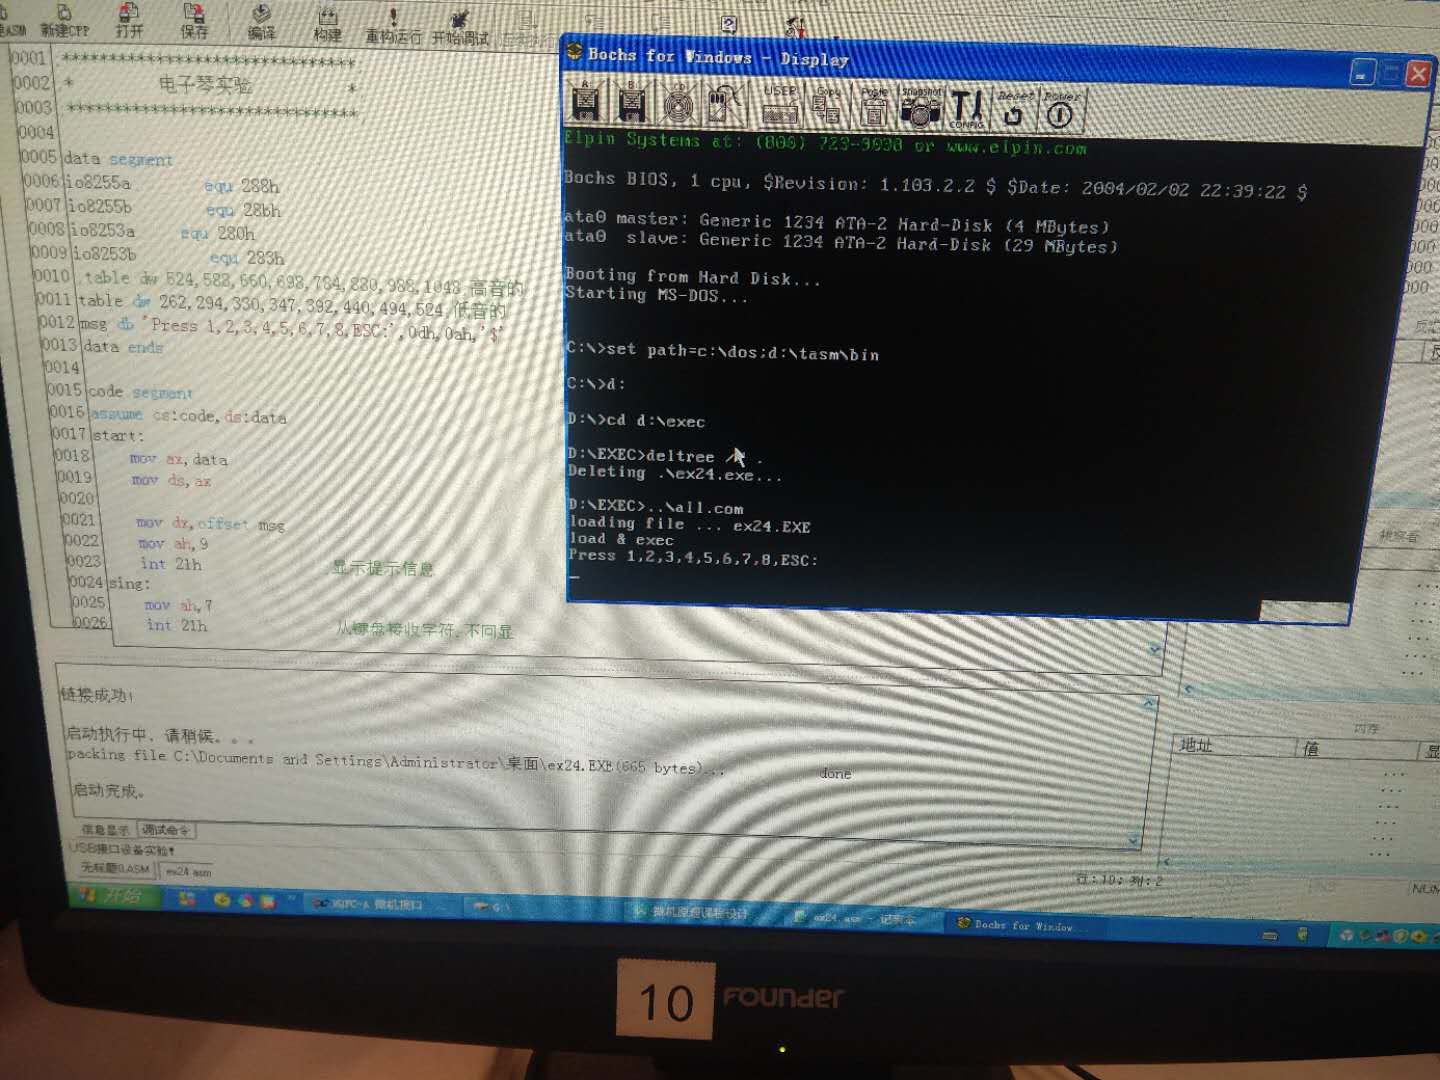 新建CPP 打开 保存 编译 构建 重构运行 开始调试
0001 ******************************
0002 * 电子琴实验 *
0003 ******************************
0004
0005 data segment
0006 io8255a equ 288h
0007 io8255b equ 28bh
0008 io8253a equ 280h
0009 io8253b equ 283h
0010 ;table dw 524,588,660,698,784,880,988,1048;高音的
0011 table dw 262,294,330,347,392,440,494,524;低音的
0012 msg db 'Press 1,2,3,4,5,6,7,8,ESC:',0dh,0ah,'$'
0013 data ends
0014
0015 code segment
0016 assume cs:code,ds:data
0017 start:
0018 mov ax,data
0019 mov ds,ax
0020
0021 mov dx,offset msg
0022 mov ah,9
0023 int 21h ;显示提示信息
0024 sing:
0025 mov ah,7
0026 int 21h ;从键盘接收字符,不回显
Bochs for Windows - Display
A B CD USER Copy Paste Snapshot CONFIG Reset Power
Elpin Systems at: (800) 723-9038 or www.elpin.com
Bochs BIOS, 1 cpu, $Revision: 1.103.2.2 $ $Date: 2004/02/02 22:39:22 $
ata0 master: Generic 1234 ATA-2 Hard-Disk (4 MBytes)
ata0 slave: Generic 1234 ATA-2 Hard-Disk (29 MBytes)
Booting from Hard Disk...
Starting MS-DOS...
C:\>set path=c:\dos;d:\tasm\bin
C:\>d:
D:\>cd d:\exec
D:\EXEC>deltree .
Deleting .\ex24.exe...
D:\EXEC>..\all.com
loading file ... ex24.EXE
load & exec
Press 1,2,3,4,5,6,7,8,ESC:
链接成功!
启动执行中，请稍候。。。
packing file C:\Documents and Settings\Administrator\桌面\ex24.EXE(665 bytes)... done
启动完成。
信息显示 调试命令
USB接口设备实验
无标题0.ASM ex24.asm
内存
地址 值 显
行:10; 列:2
NUM
开始 微机接口 G:\ 微机原理课程设计 ex24.asm - 记事本 Bochs for Window...
10 FOUNDER